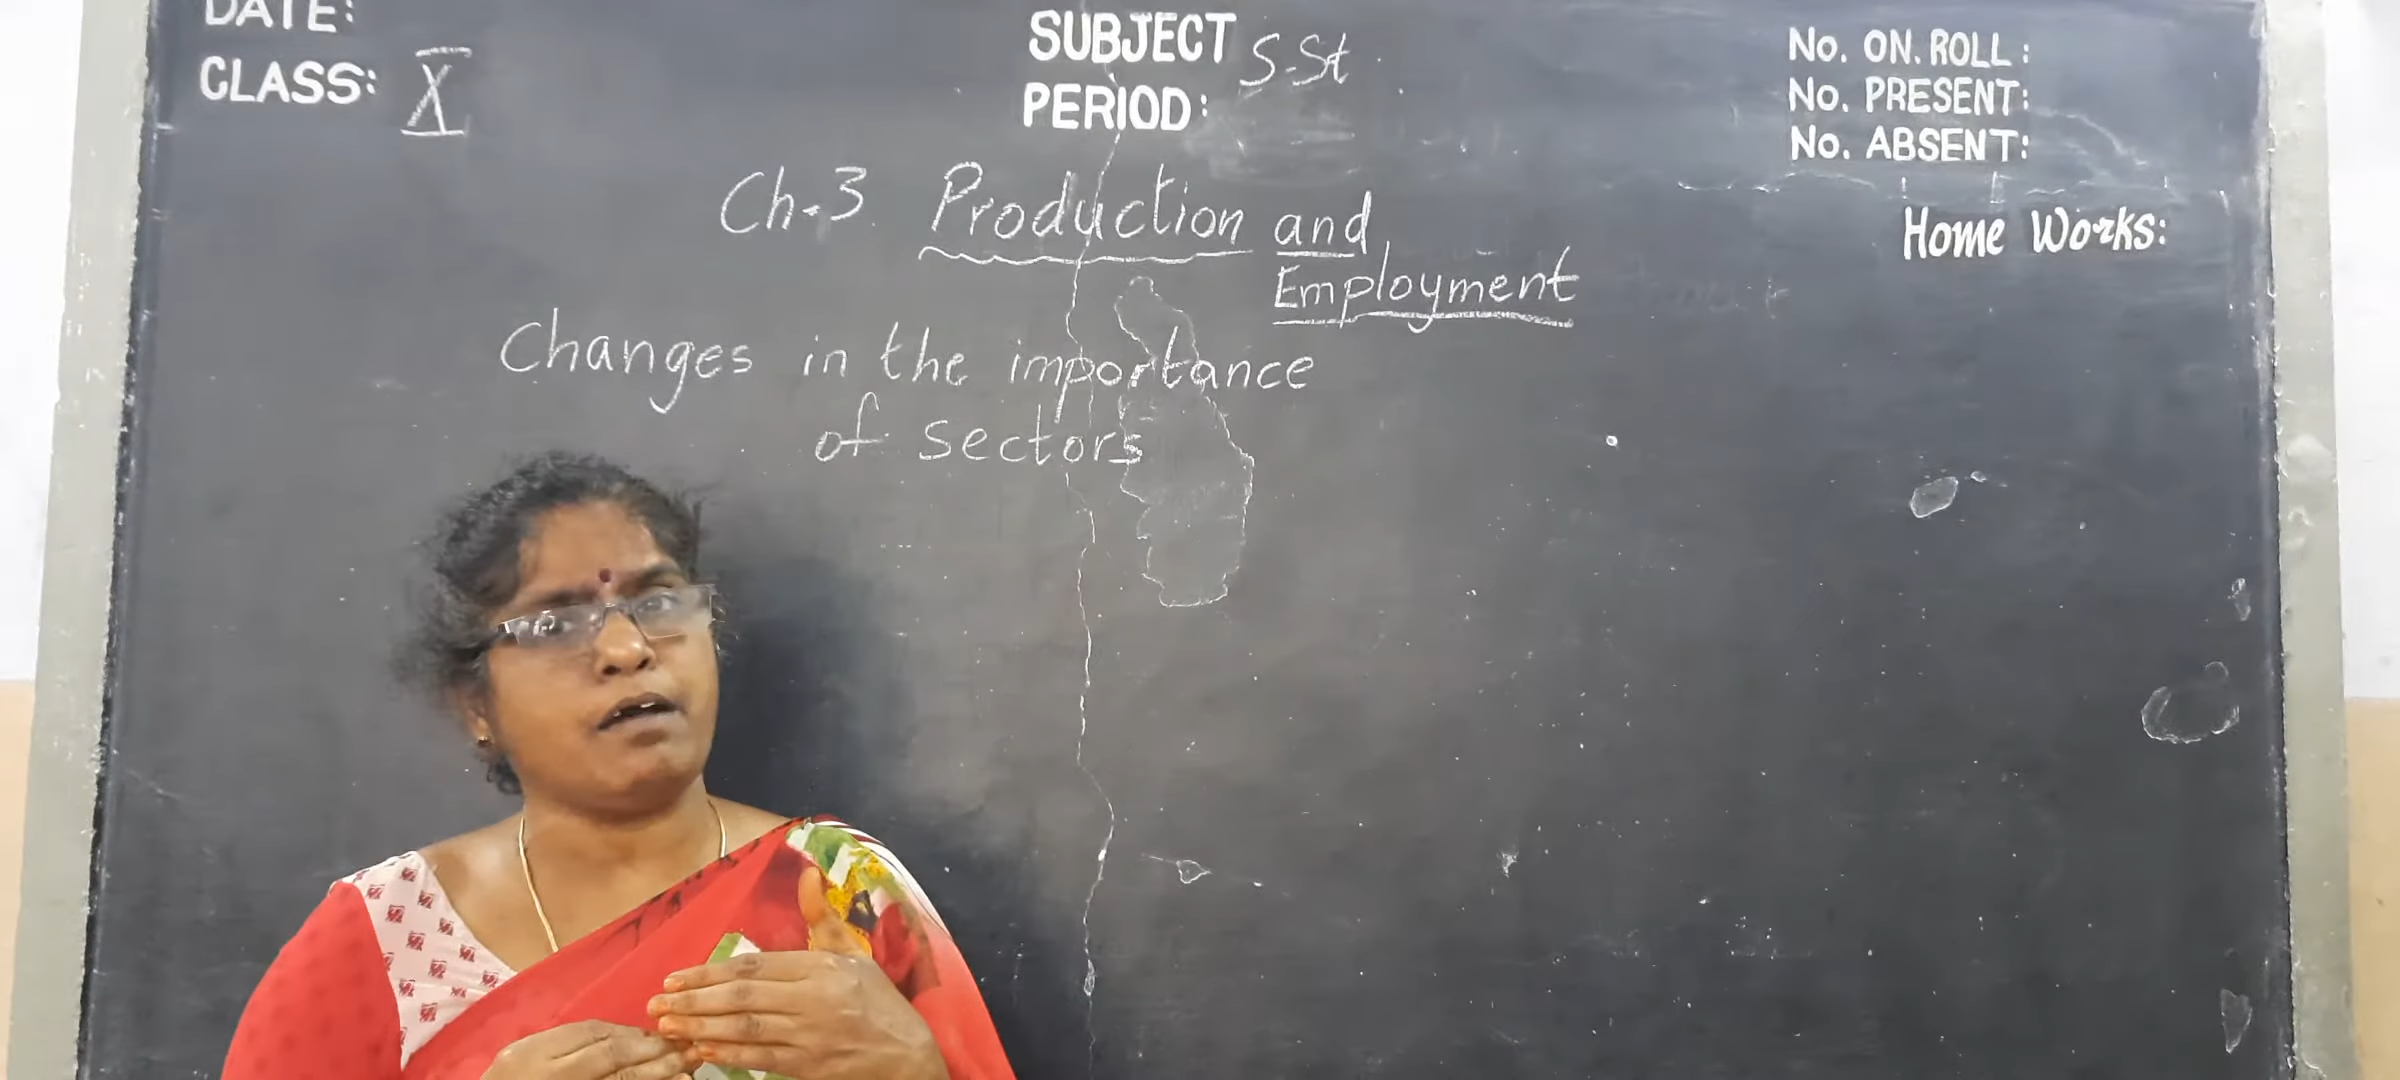 DATE:
CLASS: X
SUBJECT S.St
PERIOD:
No. ON. ROLL:
No. PRESENT:
No. ABSENT:
Home Works:
Ch.3 Production and
Employment
Changes in the importance
of sectors